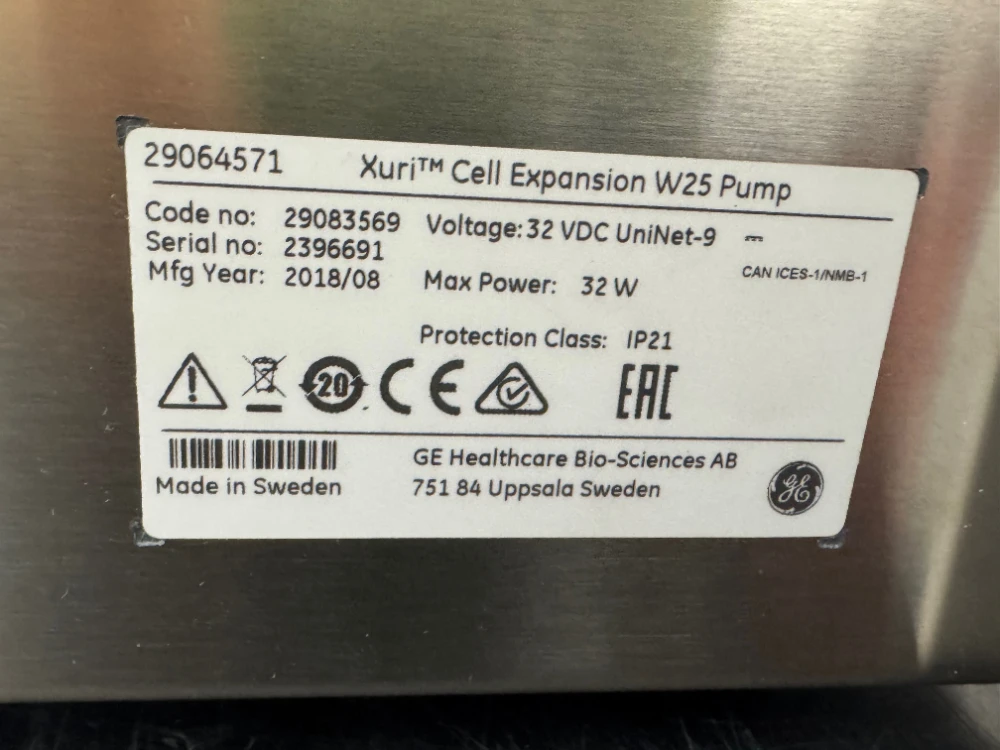 29064571 Xuri™ Cell Expansion W25 Pump
Code no: 29083569 Voltage: 32 VDC UniNet-9
Serial no: 2396691
CAN ICES-1/NMB-1
Mfg Year: 2018/08 Max Power: 32 W
Protection Class: IP21
20 CE EAC
GE Healthcare Bio-Sciences AB
Made in Sweden 751 84 Uppsala Sweden
GE